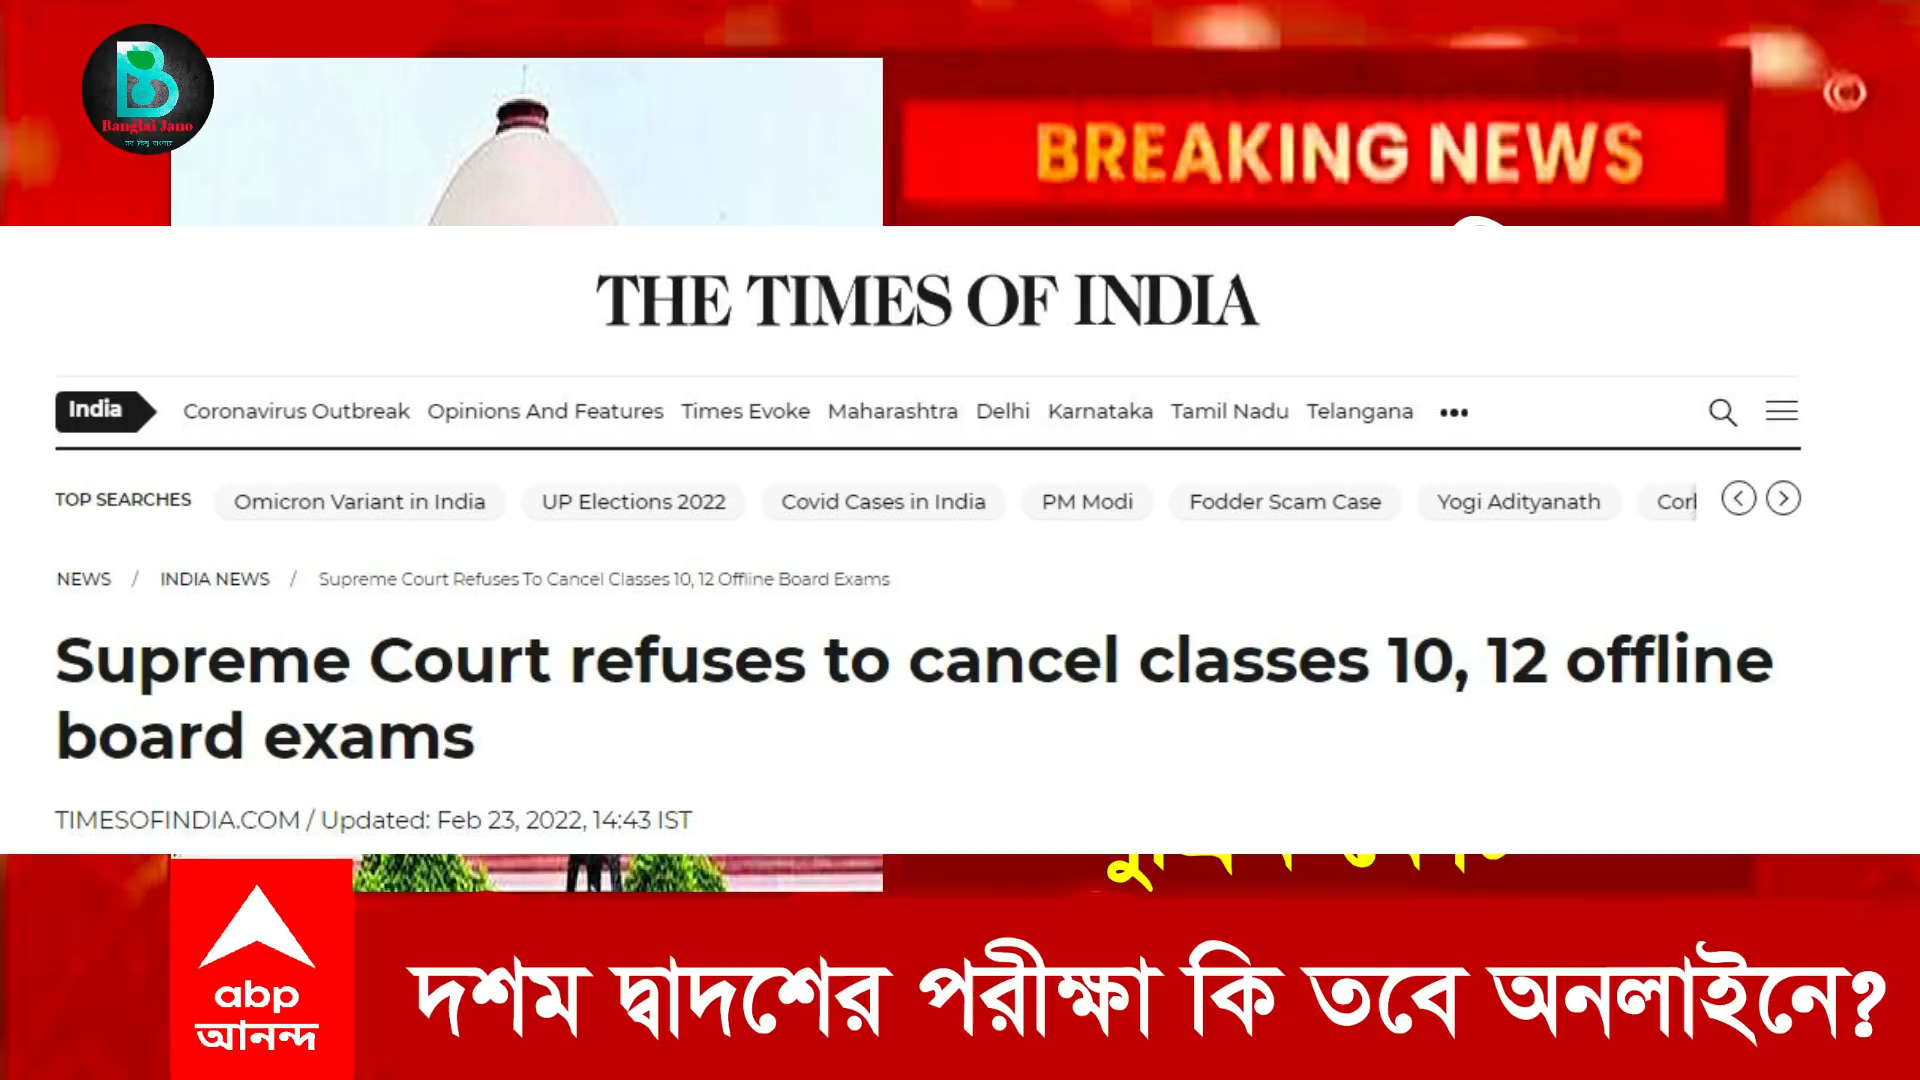 Banglai Jano
BREAKING NEWS
THE TIMES OF INDIA
India Coronavirus Outbreak Opinions And Features Times Evoke Maharashtra Delhi Karnataka Tamil Nadu Telangana •••
TOP SEARCHES Omicron Variant in India UP Elections 2022 Covid Cases in India PM Modi Fodder Scam Case Yogi Adityanath
NEWS / INDIA NEWS / Supreme Court Refuses To Cancel Classes 10, 12 Offline Board Exams
Supreme Court refuses to cancel classes 10, 12 offline
board exams
TIMESOFINDIA.COM / Updated: Feb 23, 2022, 14:43 IST
abp
আনন্দ
দশম দ্বাদশের পরীক্ষা কি তবে অনলাইনে?